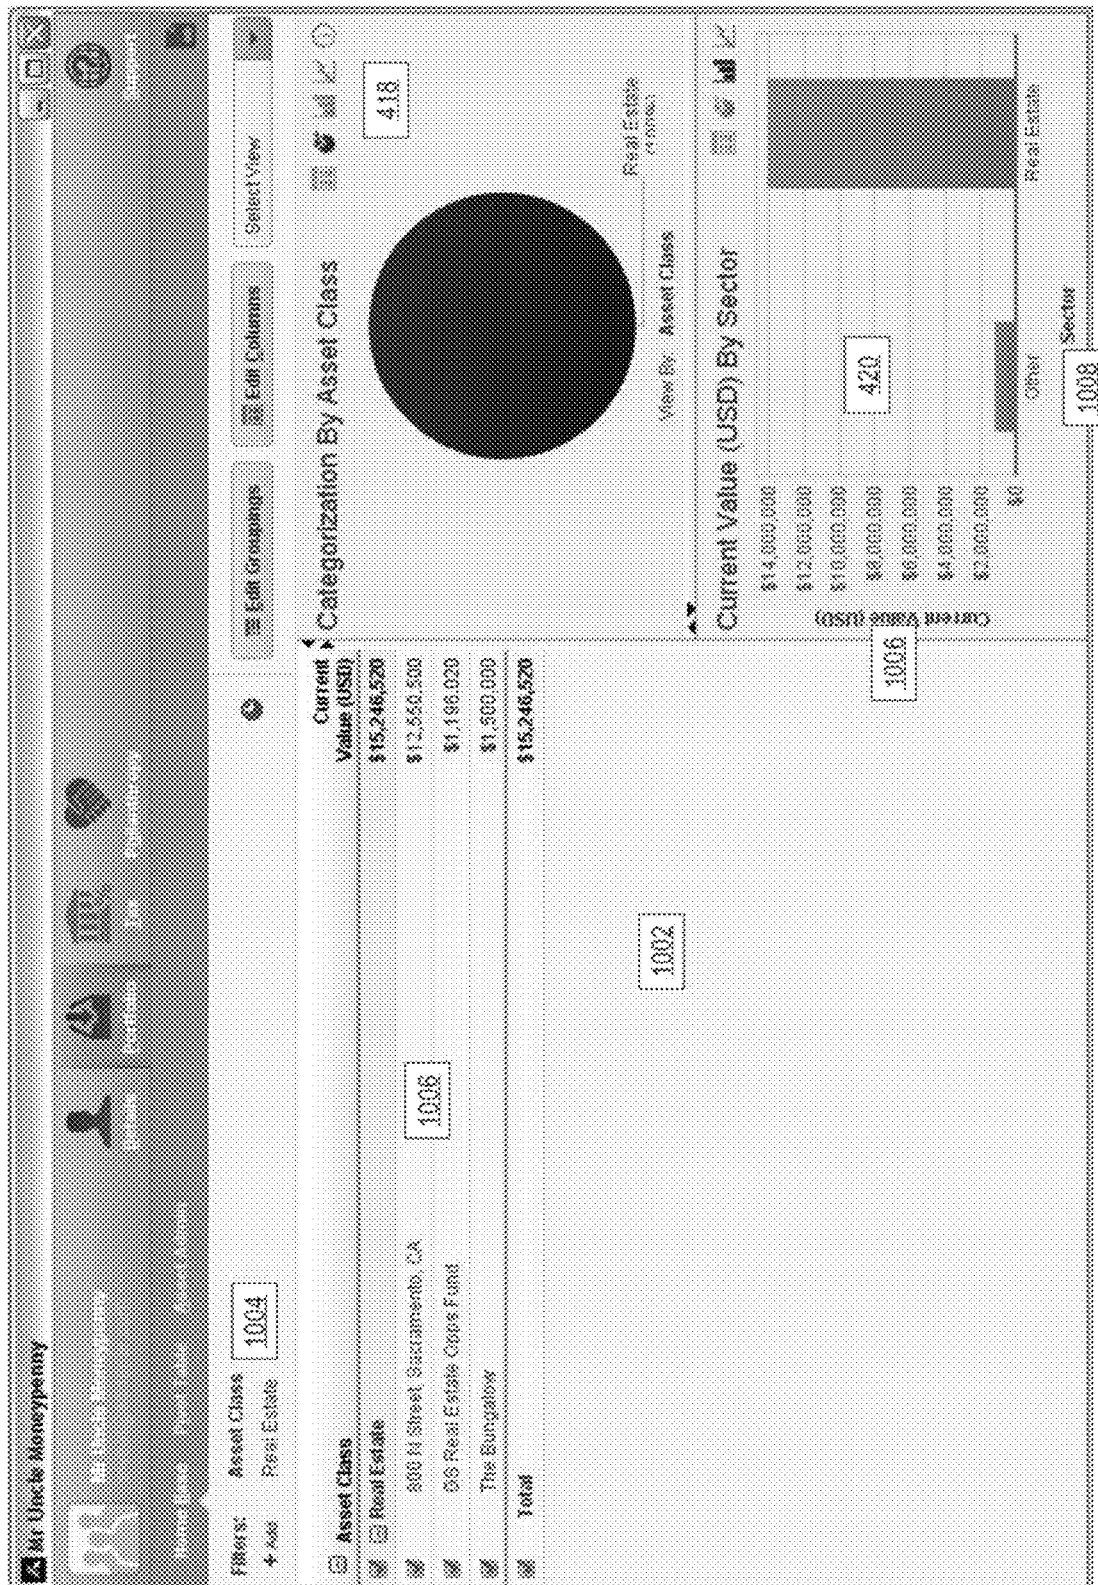 Mr Uncle Moneypenny
Filters:
Asset Class
1004
+ Add
Real Estate
Edit Groupings
Edit Columns
Select View
Asset Class
Current
Value (USD)
Real Estate
$15,246,520
800 N Street, Sacramento, CA
$12,550,500
DS Real Estate Opps Fund
$1,196,020
The Bungalow
$1,500,000
Total
$15,246,520
1006
1002
Categorization By Asset Class
418
Real Estate
View By Asset Class
Current Value (USD) By Sector
$14,000,000
$12,000,000
$10,000,000
$8,000,000
$6,000,000
$4,000,000
$2,000,000
$0
Current Value (USD)
1006
420
Other
Real Estate
Sector
1008